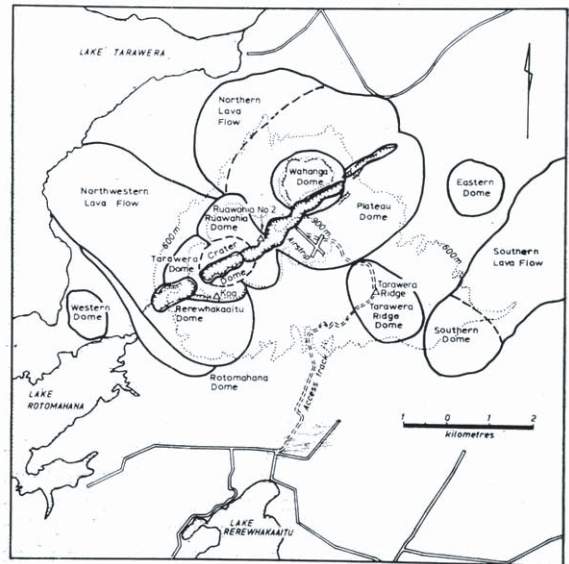 LAKE TARAWERA
Northern
Lava
Flow
Northwestern
Lava Flow
Wahanga
Dome
Eastern
Dome
Ruawahia No 2
Ruawahia
Dome
Plateau
Dome
900m
600m
600m
Airstrip
Crater
Dome
Tarawera
Dome
Koa
Southern
Lava Flow
Tarawera
Ridge
Tarawera
Ridge
Dome
Western
Dome
Rerewhakaaitu
Dome
Southern
Dome
Rotomahana
Dome
LAKE
ROTOMAHANA
Access track
1 0 1 2
kilometres
LAKE
REREWHAKAAITU